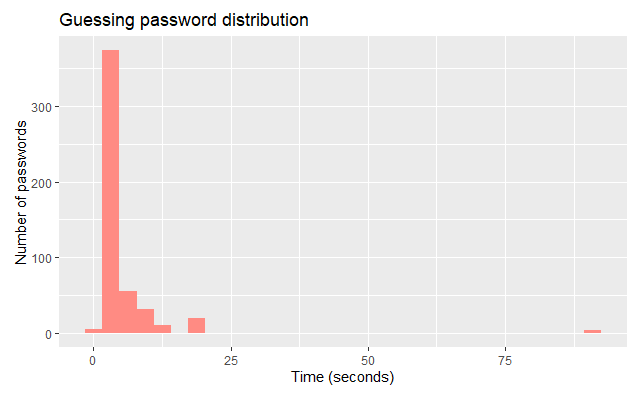 Guessing password distribution
Number of passwords
300
200
100
0
0 25 50 75
Time (seconds)